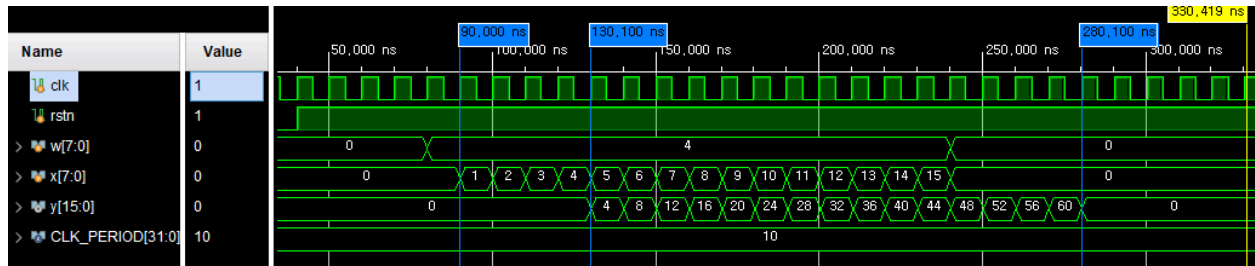 330,419 ns
90,000 ns 130,100 ns 280,100 ns
Name Value 50,000 ns 100,000 ns 150,000 ns 200,000 ns 250,000 ns 300,000 ns
clk 1
rstn 1
> w[7:0] 0 0 4 0
> x[7:0] 0 0 1 2 3 4 5 6 7 8 9 10 11 12 13 14 15 0
> y[15:0] 0 0 4 8 12 16 20 24 28 32 36 40 44 48 52 56 60 0
> CLK_PERIOD[31:0] 10 10